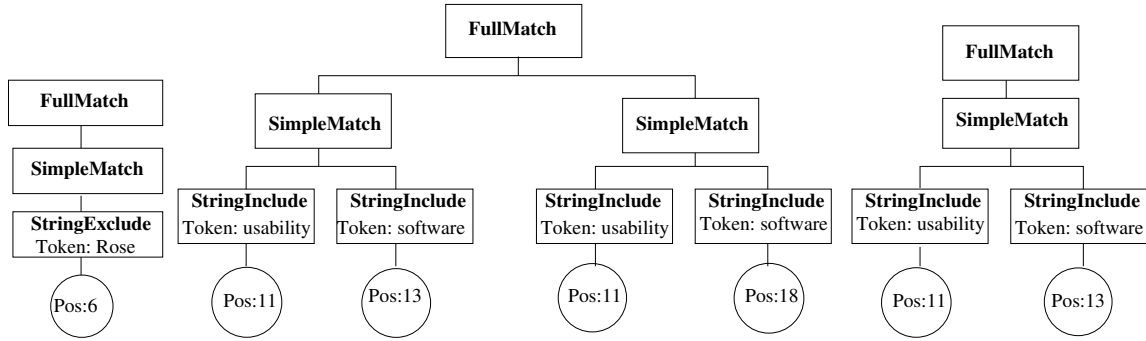 FullMatch
SimpleMatch
StringExclude
Token: Rose
Pos:6
FullMatch
SimpleMatch
StringInclude
Token: usability
Pos:11
StringInclude
Token: software
Pos:13
SimpleMatch
StringInclude
Token: usability
Pos:11
StringInclude
Token: software
Pos:18
FullMatch
SimpleMatch
StringInclude
Token: usability
Pos:11
StringInclude
Token: software
Pos:13